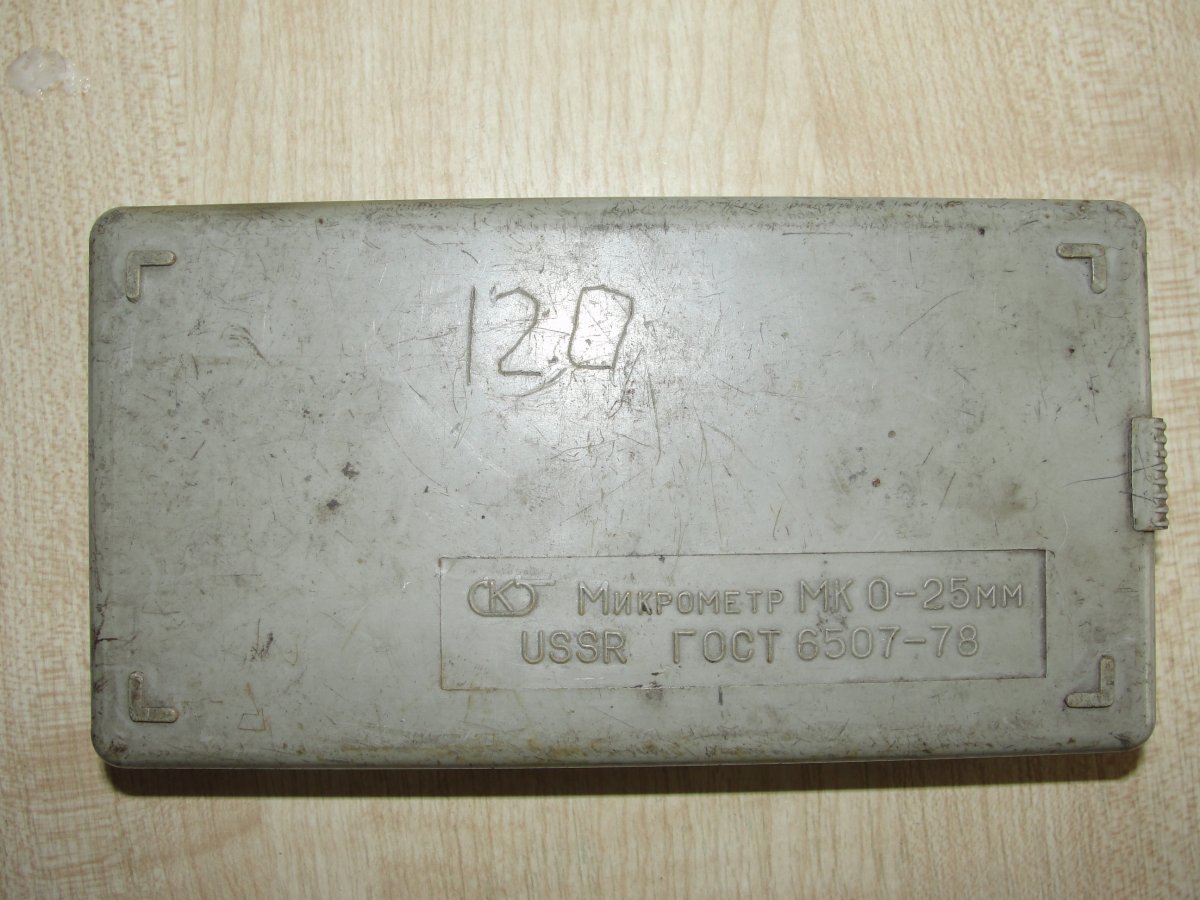 120
Микрометр МК 0-25мм
USSR ГОСТ 6507-78